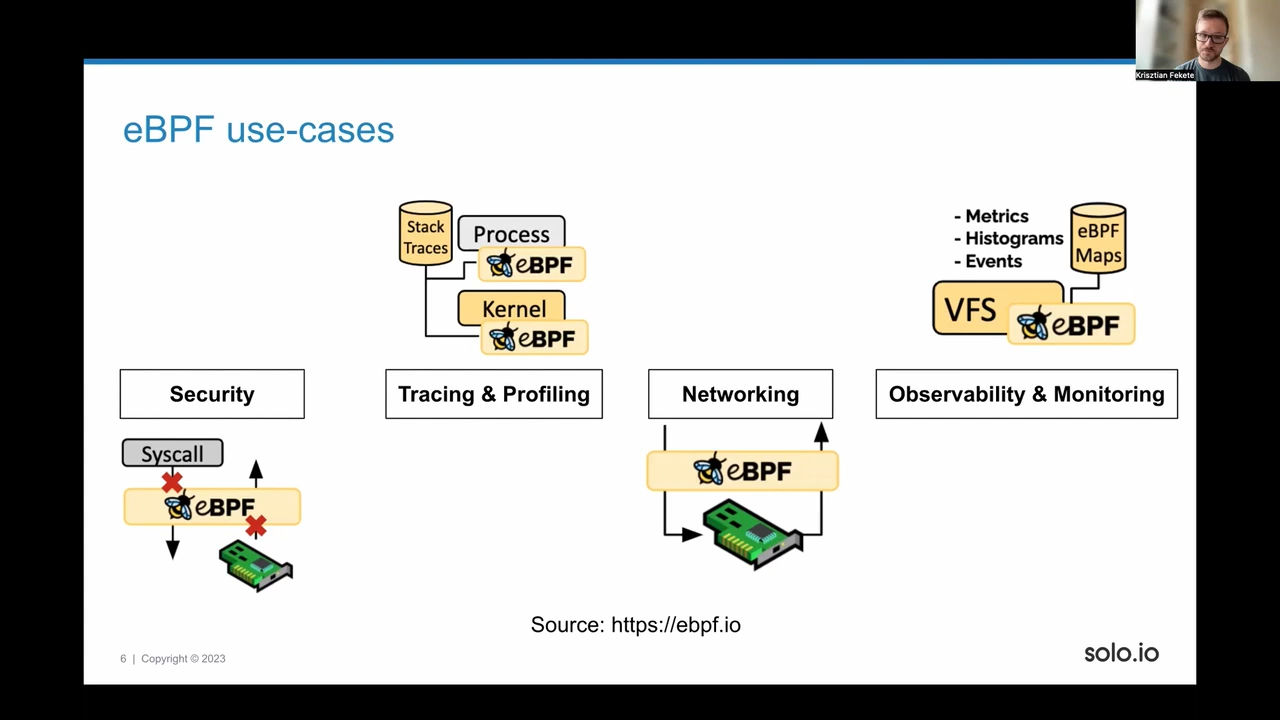 Krisztian Fekete
eBPF use-cases
Stack
Traces
Process
eBPF
Kernel
eBPF
- Metrics
- Histograms
- Events
eBPF
Maps
VFS
eBPF
Security
Tracing & Profiling
Networking
Observability & Monitoring
Syscall
eBPF
eBPF
Source: https://ebpf.io
6 | Copyright © 2023
solo.io